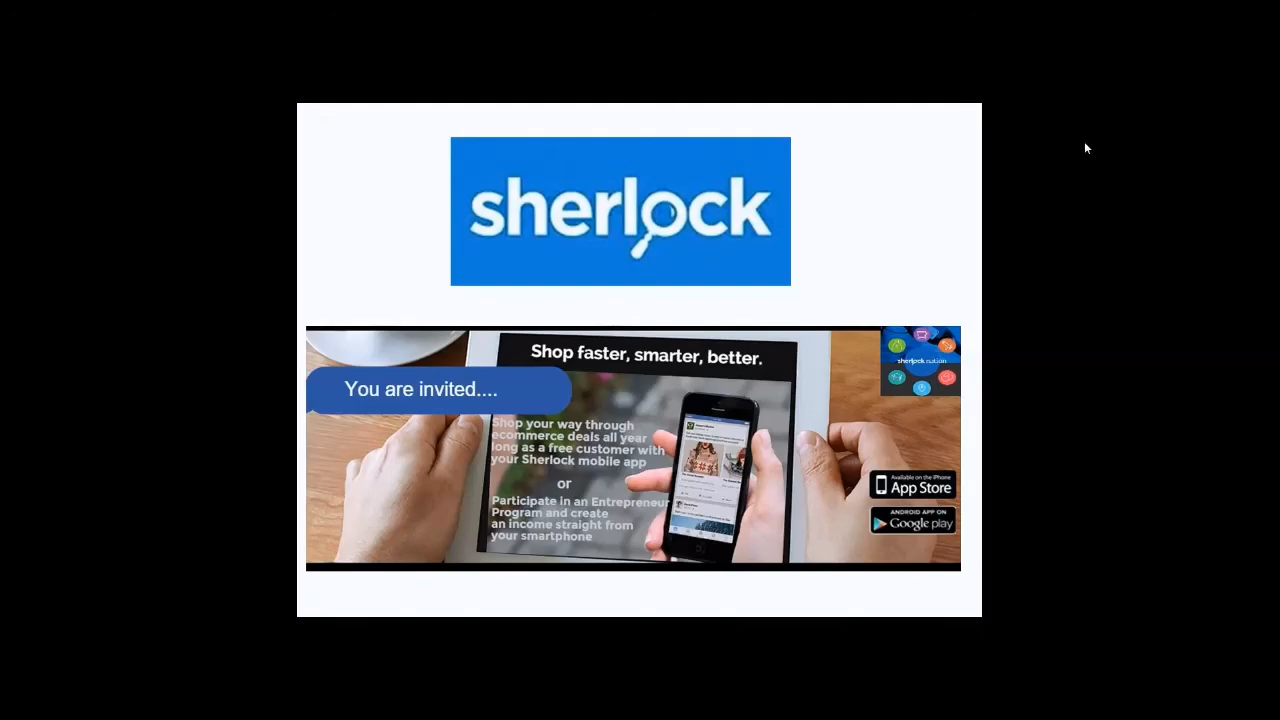 sherlock
Shop faster, smarter, better.
sherlock nation
You are invited....
Shop your way through
ecommerce deals all year
long as a free customer with
your Sherlock mobile app
or
Participate in an Entrepreneur
Program and create
an income straight from
your smartphone
Available on the iPhone
App Store
ANDROID APP ON
Google play